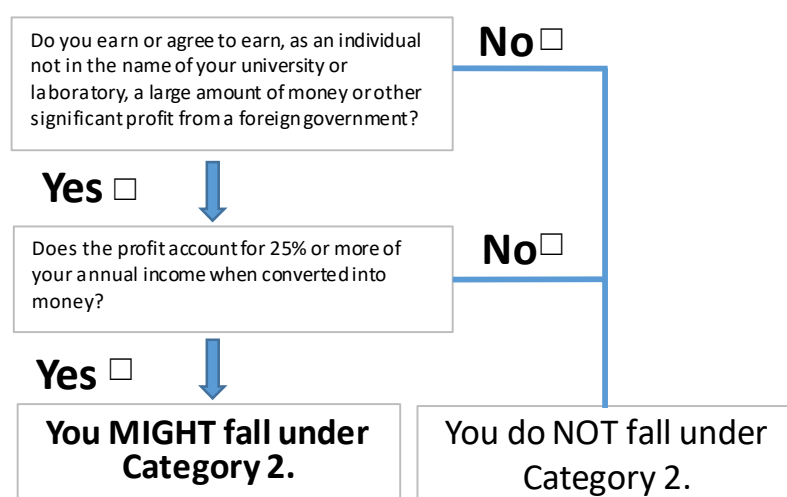 Do you earn or agree to earn, as an individual
not in the name of your university or
laboratory, a large amount of money or other
significant profit from a foreign government?
No □
Yes □
Does the profit account for 25% or more of
your annual income when converted into
money?
No □
Yes □
You MIGHT fall under
Category 2.
You do NOT fall under
Category 2.